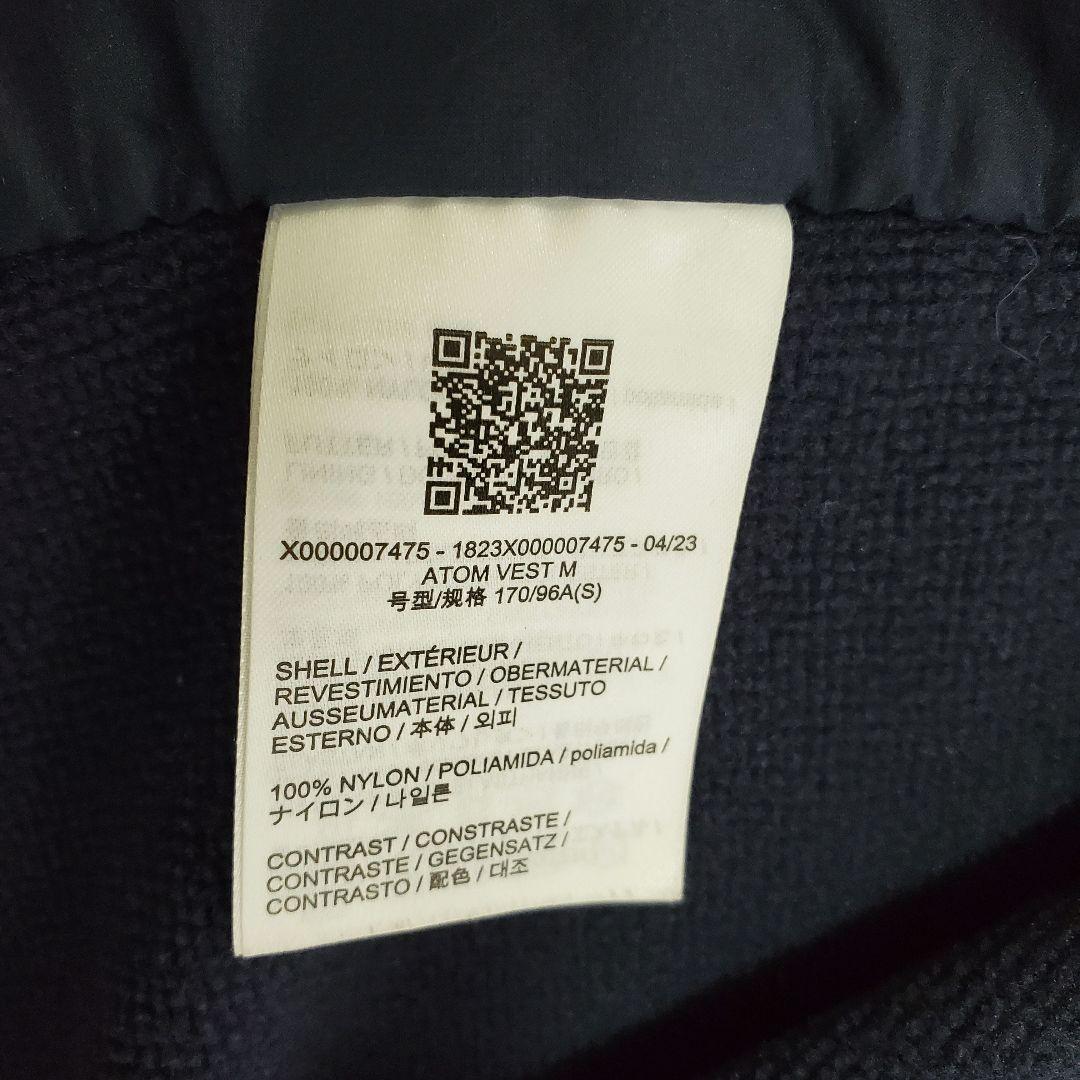 X000007475 - 1823X000007475 - 04/23
ATOM VEST M
号型/规格 170/96A(S)
SHELL / EXTÉRIEUR /
REVESTIMIENTO / OBERMATERIAL /
AUSSEUMATERIAL / TESSUTO
ESTERNO / 本体 / 외피
100% NYLON / POLIAMIDA / poliamida /
ナイロン / 나일론
CONTRAST / CONSTRASTE /
CONTRASTE / GEGENSATZ /
CONTRASTO / 配色 / 대조